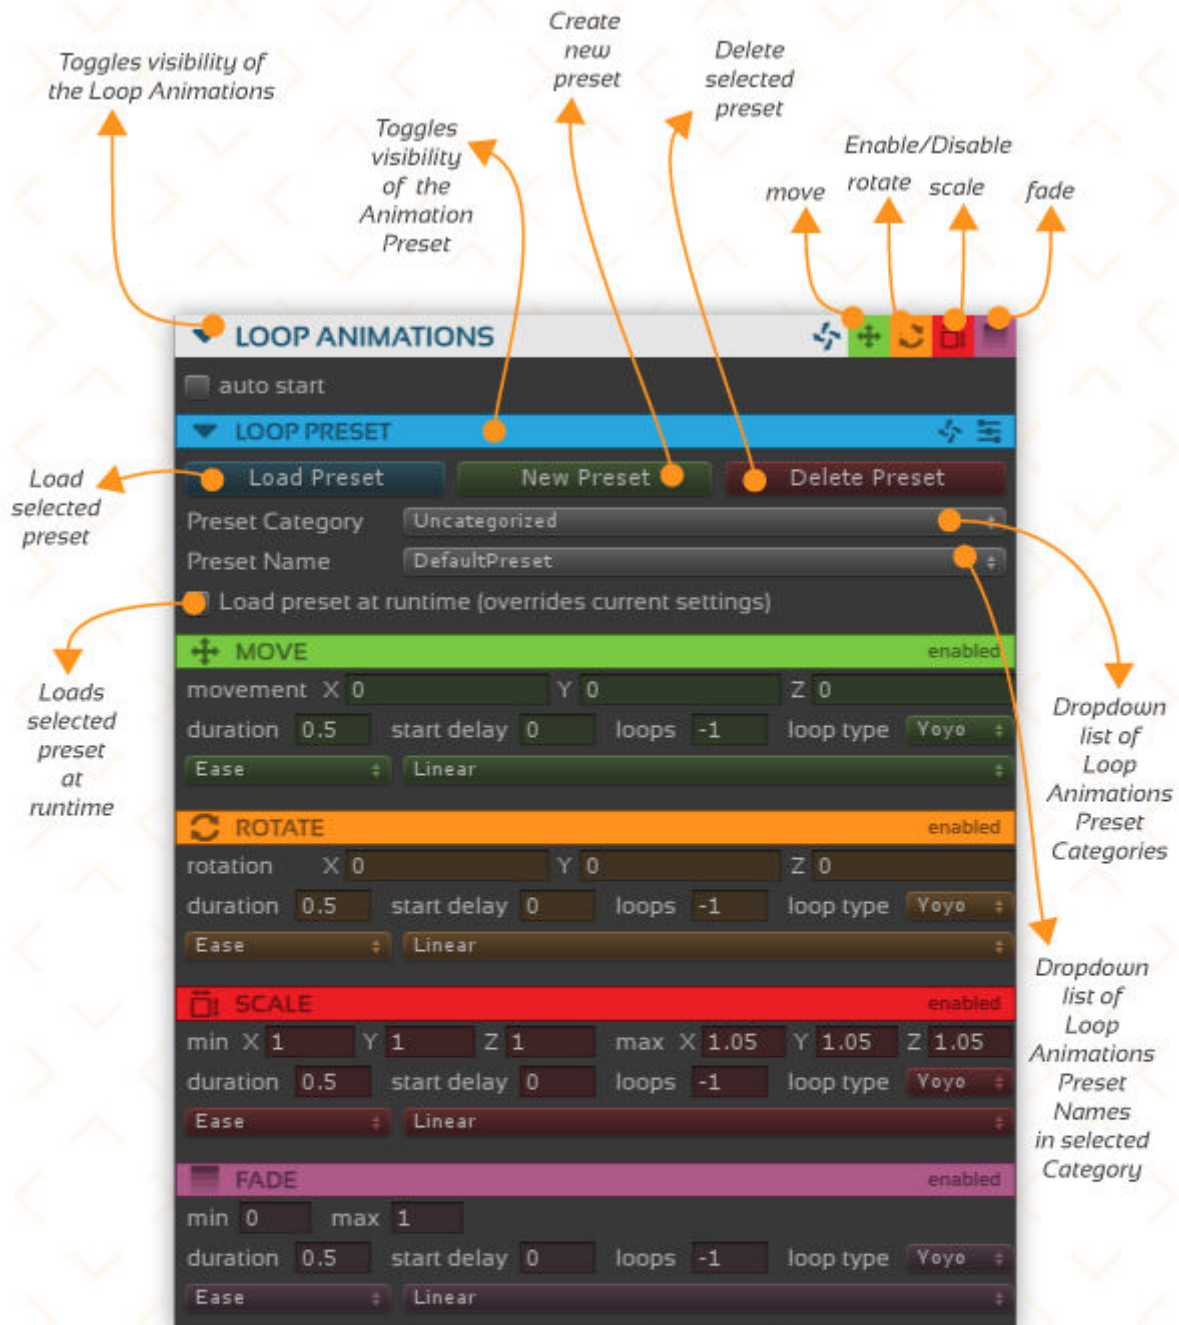 Create
new
preset
Toggles visibility of
the Loop Animations
Delete
selected
preset
Toggles
visibility
of the
Animation
Preset
Enable/Disable
move rotate scale fade
LOOP ANIMATIONS
auto start
LOOP PRESET
Load Preset New Preset Delete Preset
Load
selected
preset
Preset Category Uncategorized
Preset Name DefaultPreset
Load preset at runtime (overrides current settings)
Loads
selected
preset
at
runtime
MOVE enabled
movement X 0 Y 0 Z 0
duration 0.5 start delay 0 loops -1 loop type Yoyo
Ease Linear
Dropdown
list of
Loop
Animations
Preset
Categories
ROTATE enabled
rotation X 0 Y 0 Z 0
duration 0.5 start delay 0 loops -1 loop type Yoyo
Ease Linear
Dropdown
list of
Loop
Animations
Preset
Names
in selected
Category
SCALE enabled
min X 1 Y 1 Z 1 max X 1.05 Y 1.05 Z 1.05
duration 0.5 start delay 0 loops -1 loop type Yoyo
Ease Linear
FADE enabled
min 0 max 1
duration 0.5 start delay 0 loops -1 loop type Yoyo
Ease Linear